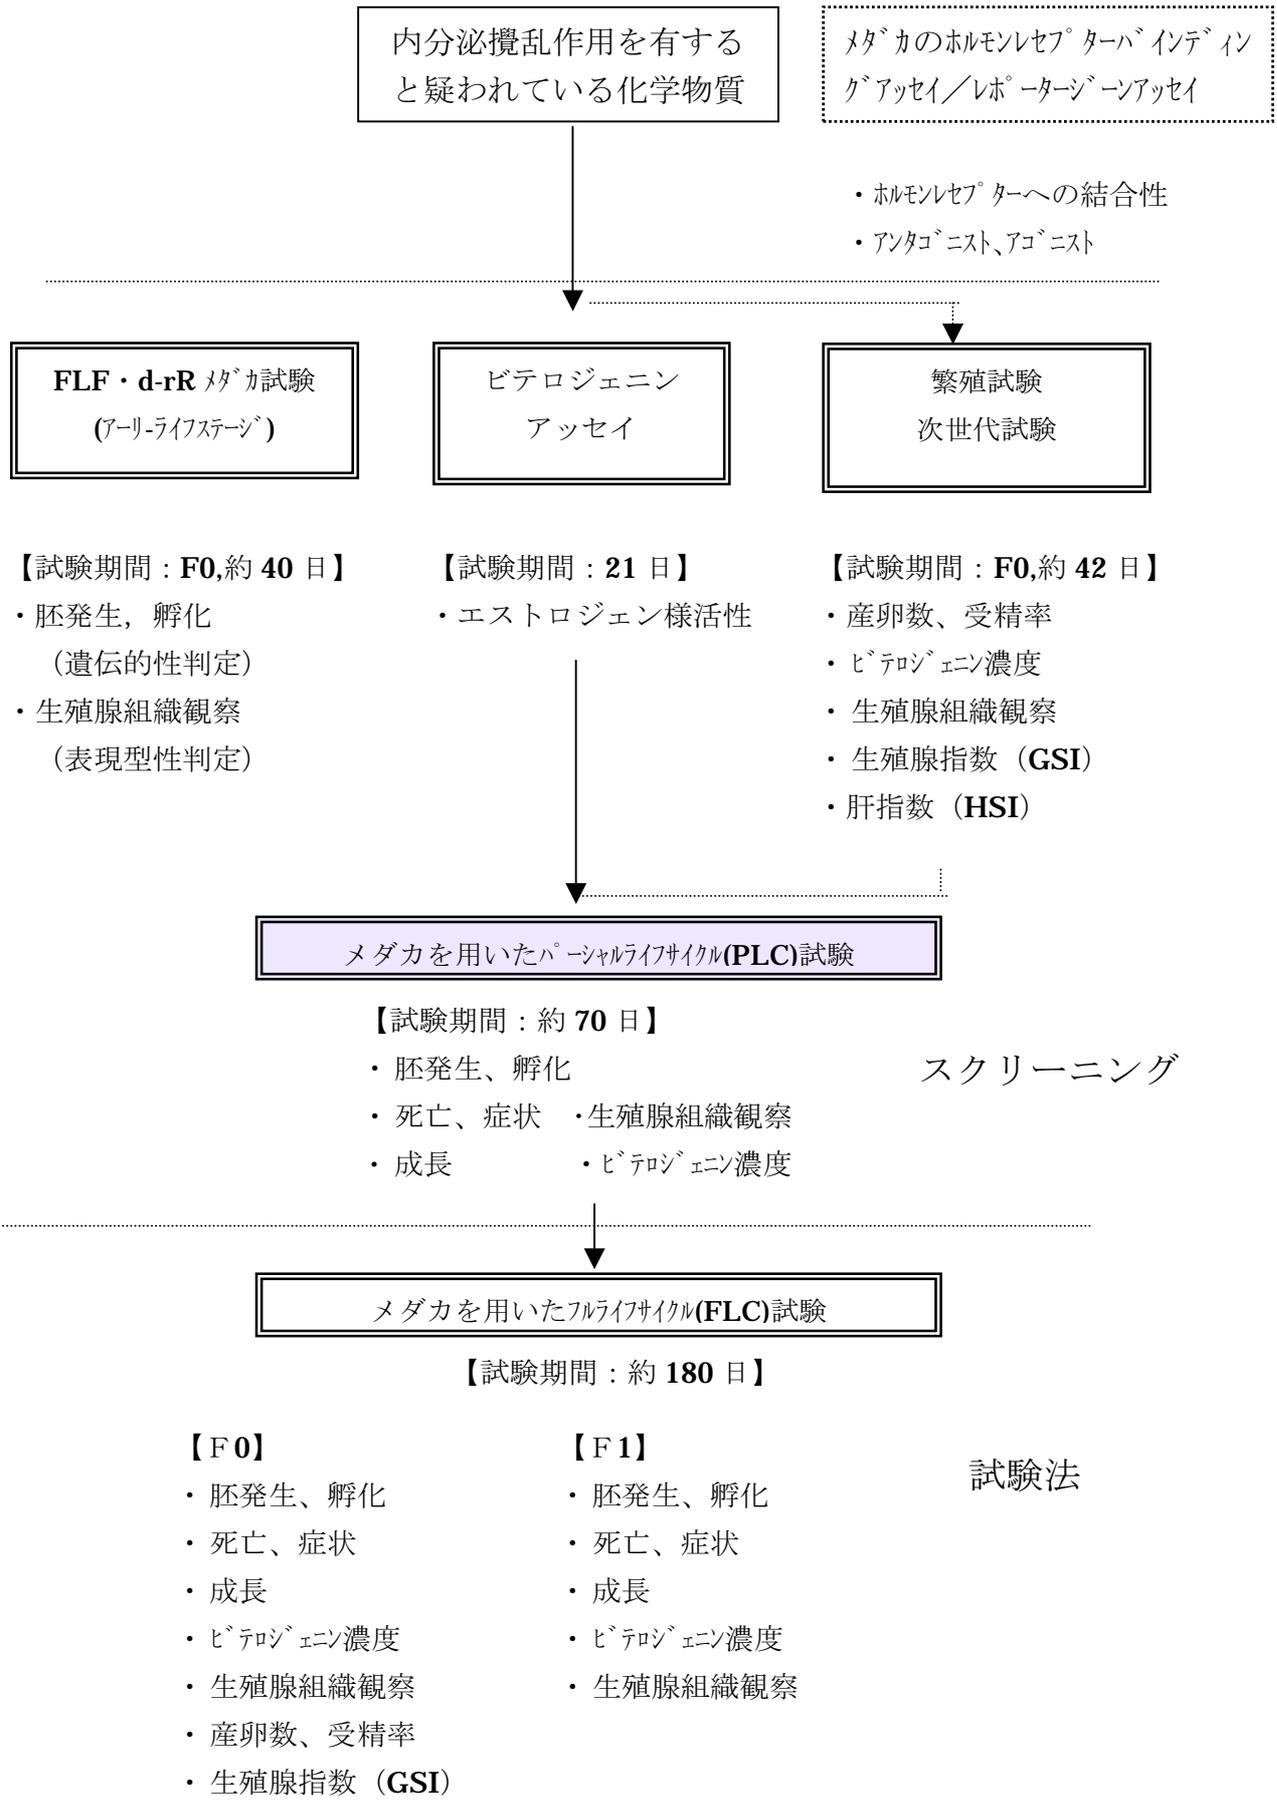 内分泌攪乱作用を有する
と疑われている化学物質
ﾒﾀﾞｶのﾎﾙﾓﾝﾚｾﾌﾟﾀｰﾊﾞｲﾝﾃﾞｨﾝ
ｸﾞｱｯｾｲ／ﾚﾎﾟｰﾀｰｼﾞｰﾝｱｯｾｲ
・ﾎﾙﾓﾝﾚｾﾌﾟﾀｰへの結合性
・ｱﾝﾀｺﾞﾆｽﾄ、ｱｺﾞﾆｽﾄ
FLF・d-rR ﾒﾀﾞｶ試験
(ｱｰﾘ-ﾗｲﾌｽﾃｰｼﾞ)
ビテロジェニン
アッセイ
繁殖試験
次世代試験
【試験期間：F0,約 40 日】
・胚発生，孵化
（遺伝的性判定）
・生殖腺組織観察
（表現型性判定）
【試験期間：21 日】
・エストロジェン様活性
【試験期間：F0,約 42 日】
・産卵数、受精率
・ﾋﾞﾃﾛｼﾞｪﾆﾝ濃度
・生殖腺組織観察
・生殖腺指数（GSI）
・肝指数（HSI）
メダカを用いたﾊﾟｰｼｬﾙﾗｲﾌｻｲｸﾙ(PLC)試験
【試験期間：約 70 日】
・胚発生、孵化
・死亡、症状　・生殖腺組織観察
・成長　・ﾋﾞﾃﾛｼﾞｪﾆﾝ濃度
スクリーニング
メダカを用いたﾌﾙﾗｲﾌｻｲｸﾙ(FLC)試験
【試験期間：約 180 日】
【Ｆ0】
・胚発生、孵化
・死亡、症状
・成長
・ﾋﾞﾃﾛｼﾞｪﾆﾝ濃度
・生殖腺組織観察
・産卵数、受精率
・生殖腺指数（GSI）
【Ｆ1】
・胚発生、孵化
・死亡、症状
・成長
・ﾋﾞﾃﾛｼﾞｪﾆﾝ濃度
・生殖腺組織観察
試験法